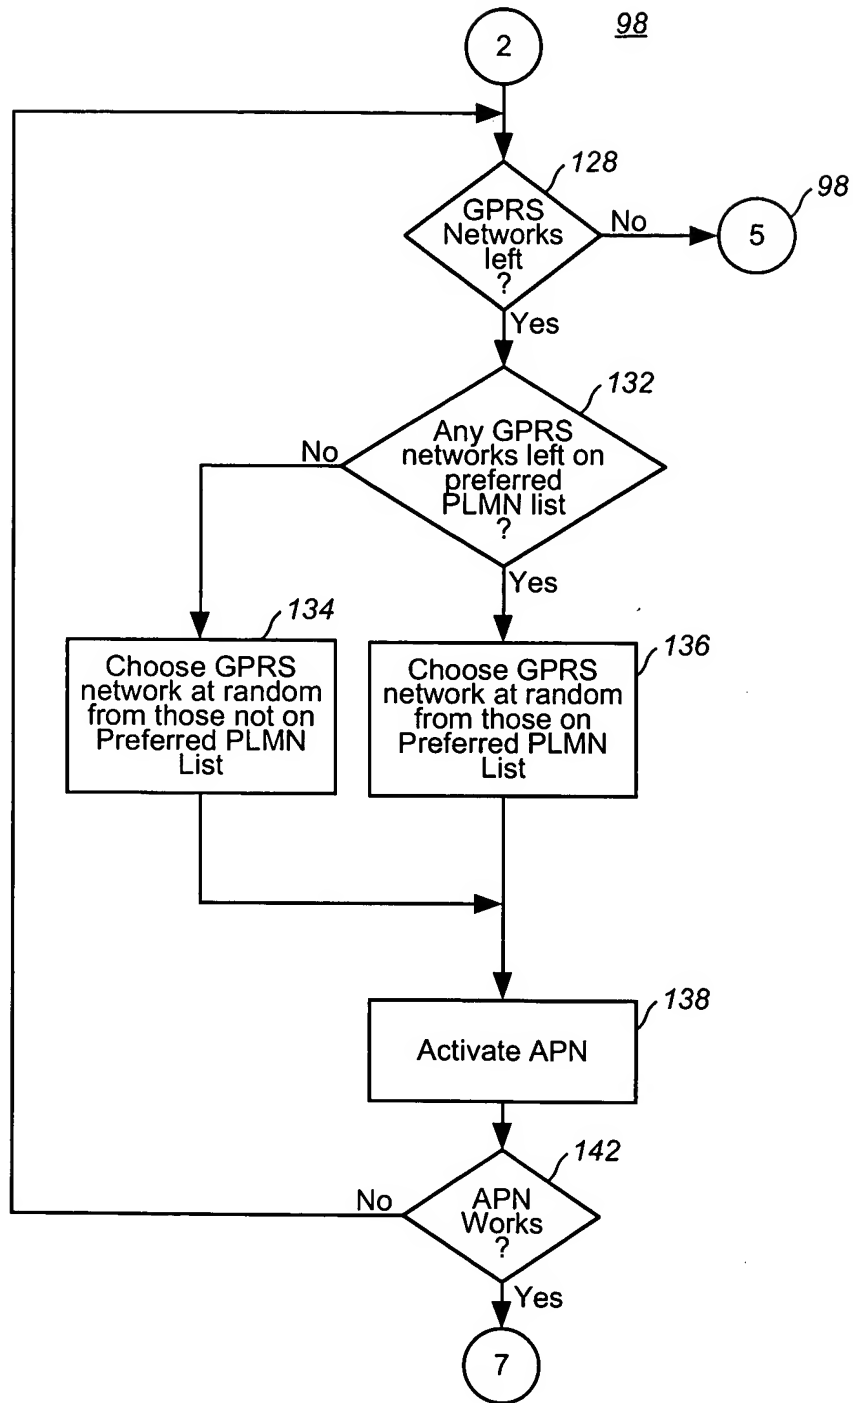 98
2
128
GPRS
Networks
left
?
No
98
5
Yes
132
Any GPRS
networks left on
preferred
PLMN list
?
No
Yes
134
Choose GPRS
network at random
from those not on
Preferred PLMN
List
136
Choose GPRS
network at random
from those on
Preferred PLMN
List
138
Activate APN
142
APN
Works
?
No
Yes
7